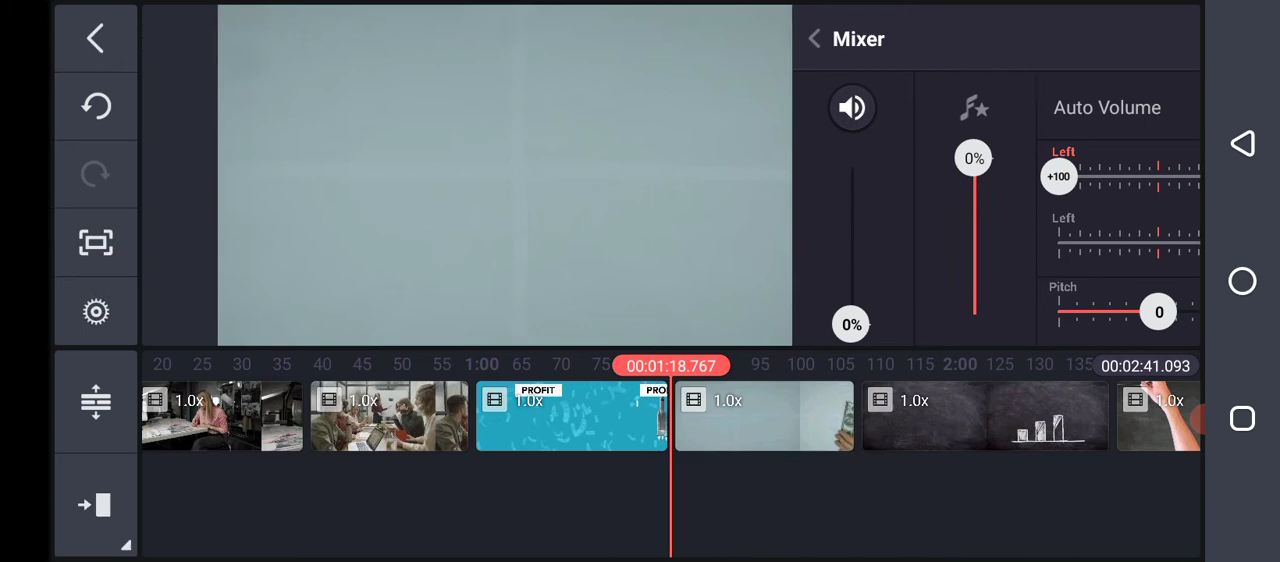 Mixer
0%
0%
Auto Volume
Left
+100
Left
Pitch
0
20 25 30 35 40 45 50 55 1:00 65 70 75 00:01:18.767 95 100 105 110 115 2:00 125 130 135 00:02:41.093
1.0x
1.0x
PROFIT
PRO
1.0x
1.0x
1.0x
1.0x